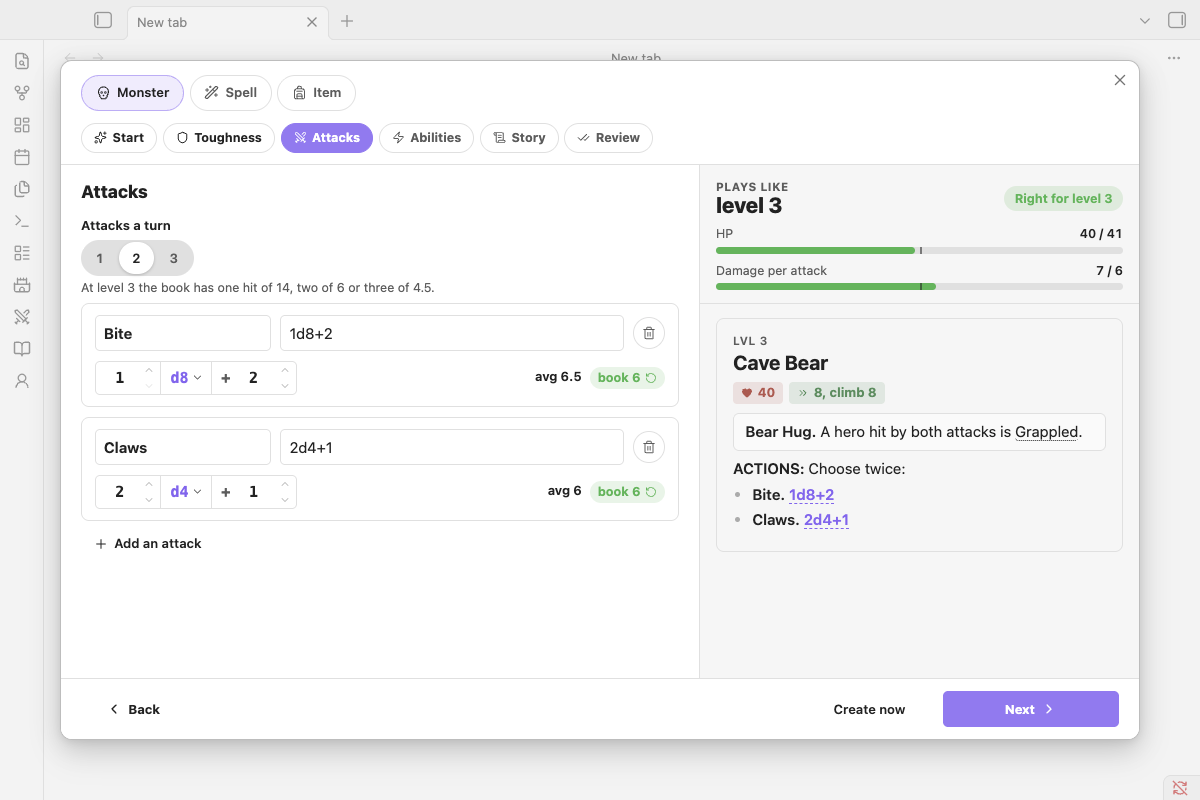 New tab
New tab
Monster Spell Item
Start Toughness Attacks Abilities Story Review
Attacks
Attacks a turn
1 2 3
At level 3 the book has one hit of 14, two of 6 or three of 4.5.
Bite 1d8+2
1 d8 + 2 avg 6.5 book 6
Claws 2d4+1
2 d4 + 1 avg 6 book 6
Add an attack
PLAYS LIKE
level 3
Right for level 3
HP 40 / 41
Damage per attack 7 / 6
LVL 3
Cave Bear
40 8, climb 8
Bear Hug. A hero hit by both attacks is Grappled.
ACTIONS: Choose twice:
Bite. 1d8+2
Claws. 2d4+1
Back Create now Next